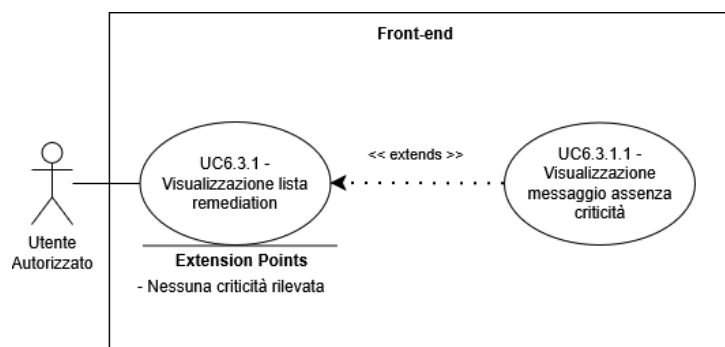 Front-end
UC6.3.1 -
Visualizzazione lista
remediation
<< extends >>
UC6.3.1.1 -
Visualizzazione
messaggio assenza
criticità
Utente
Autorizzato
Extension Points
- Nessuna criticità rilevata